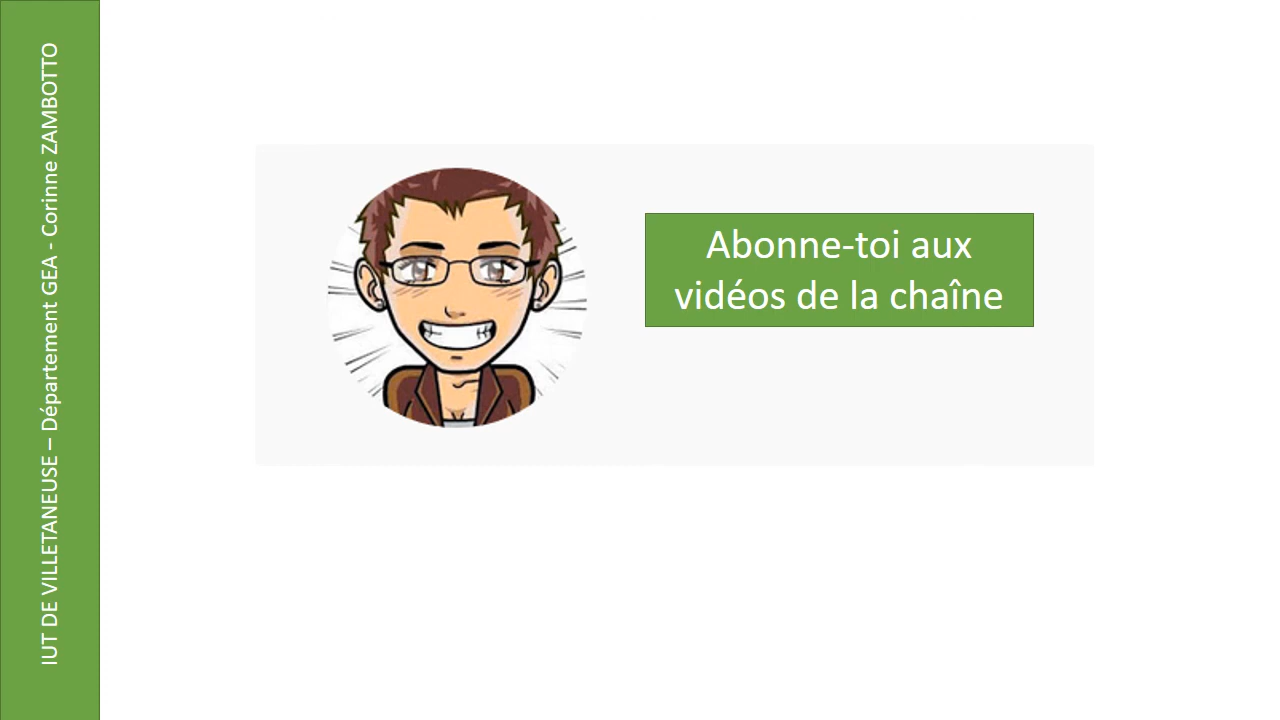 IUT DE VILLETANEUSE – Département GEA - Corinne ZAMBOTTO
Abonne-toi aux
vidéos de la chaîne